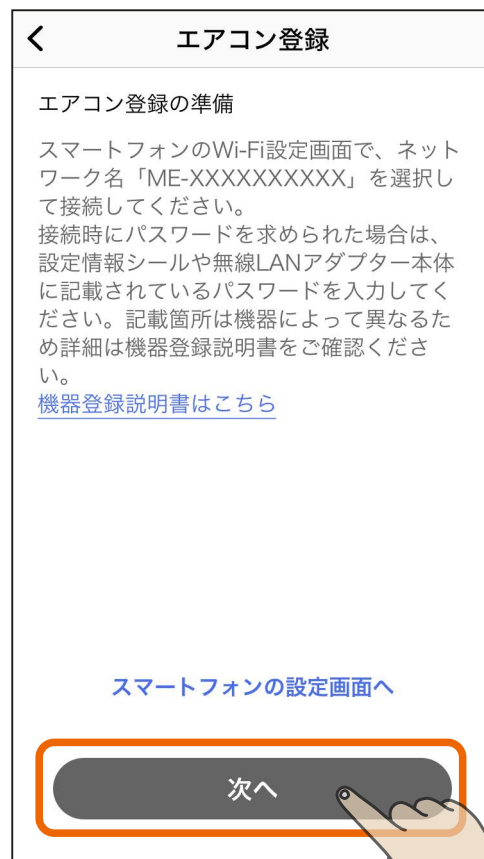 エアコン登録
エアコン登録の準備
スマートフォンのWi-Fi設定画面で、ネット
ワーク名「ME-XXXXXXXXXX」を選択し
て接続してください。
接続時にパスワードを求められた場合は、
設定情報シールや無線LANアダプター本体
に記載されているパスワードを入力してく
ださい。記載箇所は機器によって異なるた
め詳細は機器登録説明書をご確認くださ
い。
機器登録説明書はこちら
スマートフォンの設定画面へ
次へ